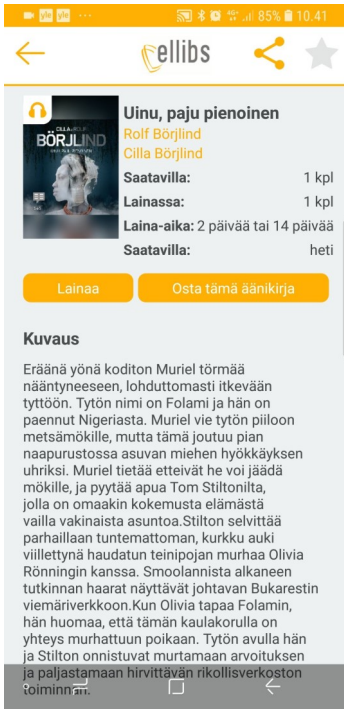 yle yle ... 4G+ 85% 10.41
ellibs
Uinu, paju pienoinen
Rolf Börjlind
Cilla Börjlind
BÖRJLIND
Saatavilla: 1 kpl
Lainassa: 1 kpl
Laina-aika: 2 päivää tai 14 päivää
Saatavilla: heti
Lainaa Osta tämä äänikirja
Kuvaus
Eräänä yönä koditon Muriel törmää
nääntyneeseen, lohduttomasti itkevään
tyttöön. Tytön nimi on Folami ja hän on
paennut Nigeriasta. Muriel vie tytön piiloon
metsämökille, mutta tämä joutuu pian
naapurustossa asuvan miehen hyökkäyksen
uhriksi. Muriel tietää etteivät he voi jäädä
mökille, ja pyytää apua Tom Stiltonilta,
jolla on omaakin kokemusta elämästä
vailla vakinaista asuntoa.Stilton selvittää
parhaillaan tuntemattoman, kurkku auki
viillettynä haudatun teinipojan murhaa Olivia
Rönningin kanssa. Smoolannista alkaneen
tutkinnan haarat näyttävät johtavan Bukarestin
viemäriverkkoon.Kun Olivia tapaa Folamin,
hän huomaa, että tämän kaulakorulla on
yhteys murhattuun poikaan. Tytön avulla hän
ja Stilton onnistuvat murtamaan arvoituksen
ja paljastamaan hirvittävän rikollisverkoston
toiminnan.